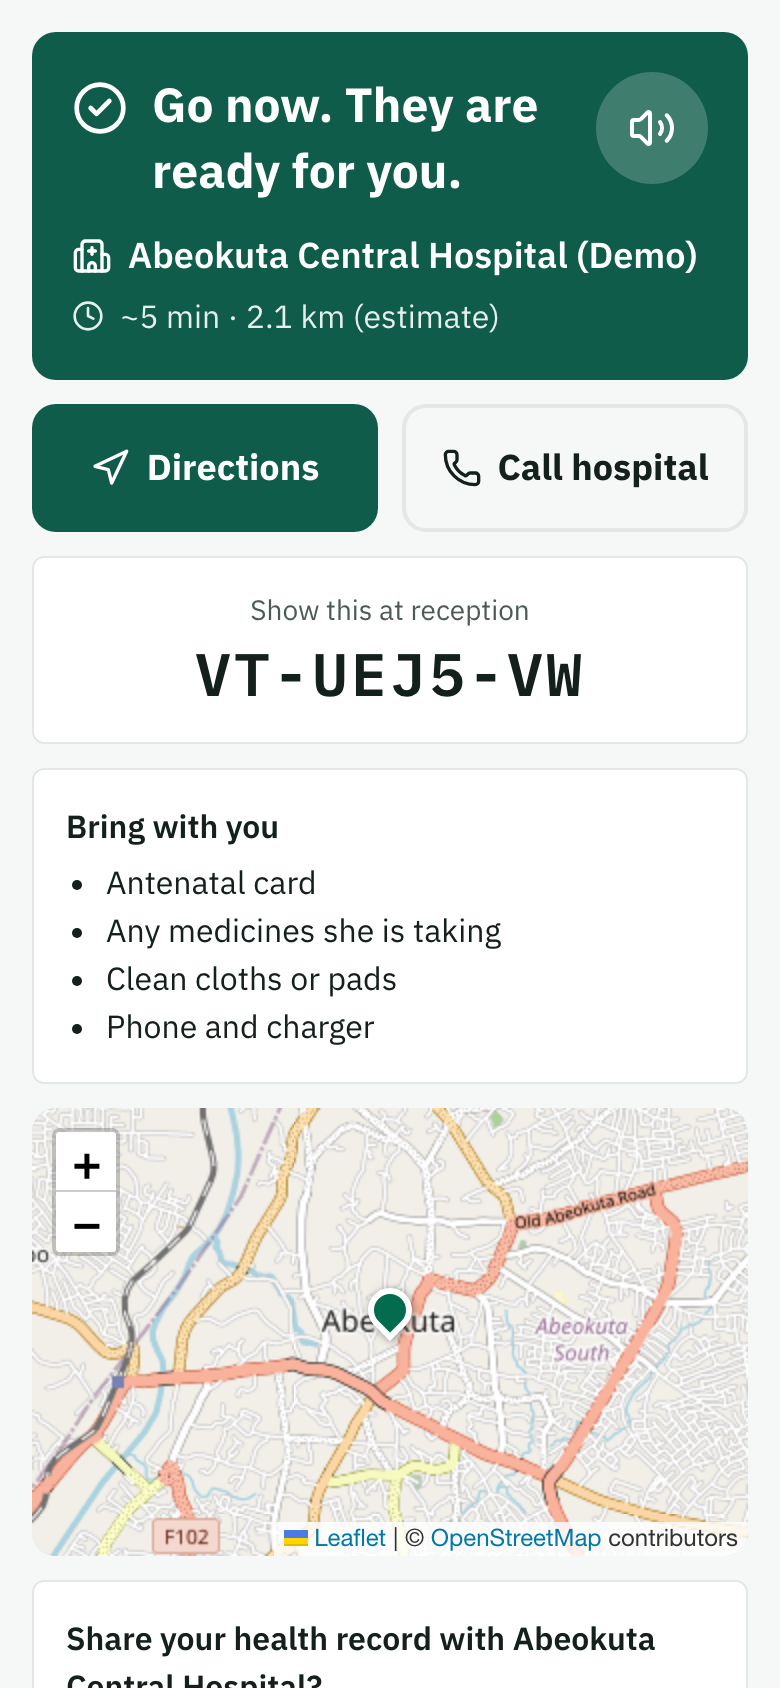 Go now. They are
ready for you.
Abeokuta Central Hospital (Demo)
~5 min · 2.1 km (estimate)
Directions
Call hospital
Show this at reception
VT-UEJ5-VW
Bring with you
• Antenatal card
• Any medicines she is taking
• Clean cloths or pads
• Phone and charger
+
−
Old Abeokuta Road
Abeokuta
South
F102
Leaflet | © OpenStreetMap contributors
Share your health record with Abeokuta
Central Hospital?